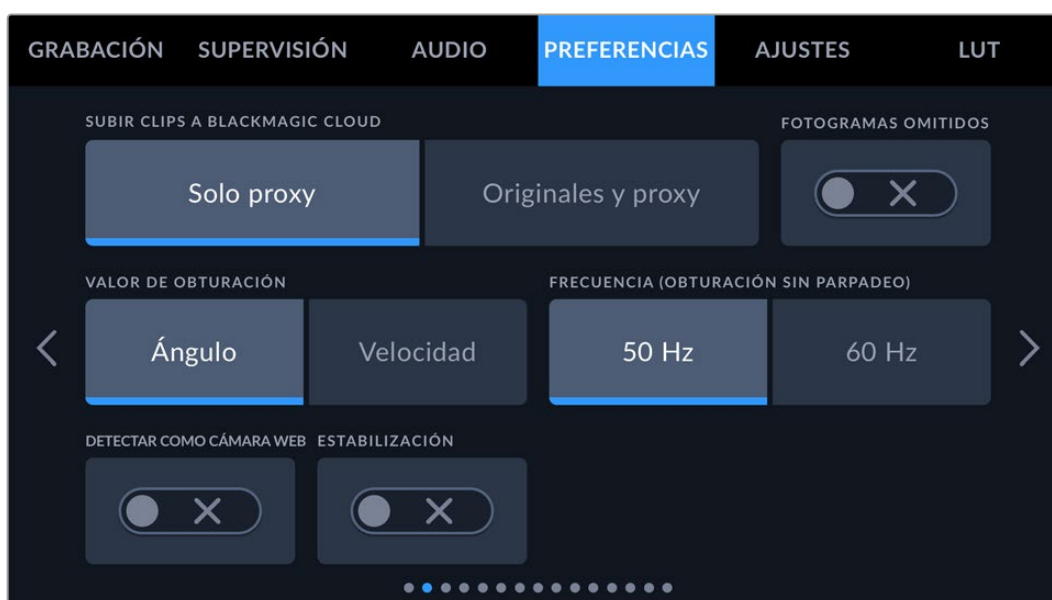 GRABACIÓN SUPERVISIÓN AUDIO PREFERENCIAS AJUSTES LUT
SUBIR CLIPS A BLACKMAGIC CLOUD FOTOGRAMAS OMITIDOS
Solo proxy Originales y proxy
VALOR DE OBTURACIÓN FRECUENCIA (OBTURACIÓN SIN PARPADEO)
Ángulo Velocidad 50 Hz 60 Hz
DETECTAR COMO CÁMARA WEB ESTABILIZACIÓN